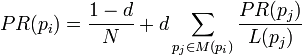 PR(p_i) = \frac{1-d}{N} + d \sum_{p_j \in M(p_i)} \frac{PR(p_j)}{L(p_j)}